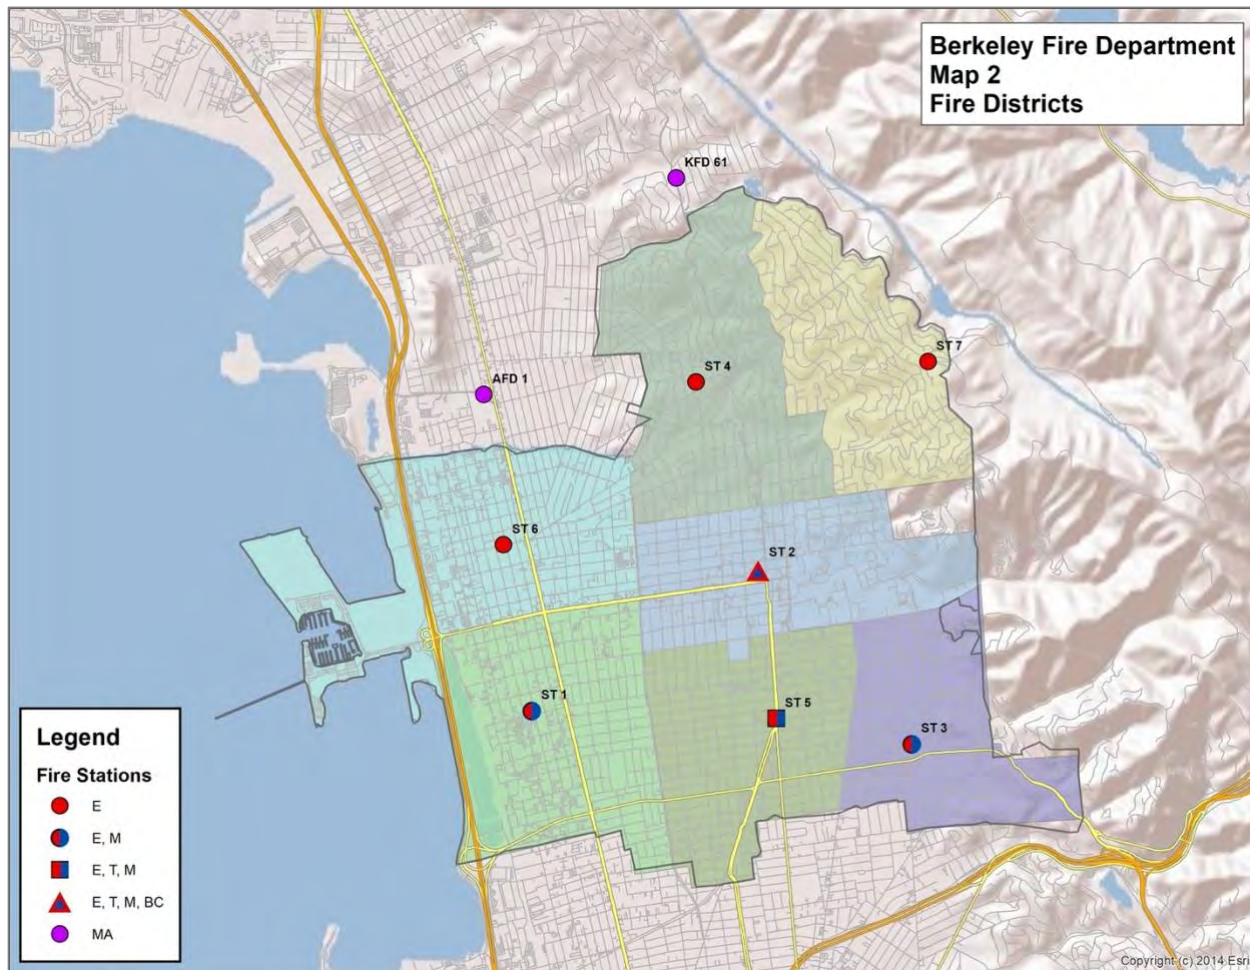 Berkeley Fire Department
Map 2
Fire Districts
KFD 61
ST 7
ST 4
AFD 1
ST 6
ST 2
ST 1
ST 5
ST 3
Legend
Fire Stations
E
E, M
E, T, M
E, T, M, BC
MA
Copyright (c) 2014 Esri